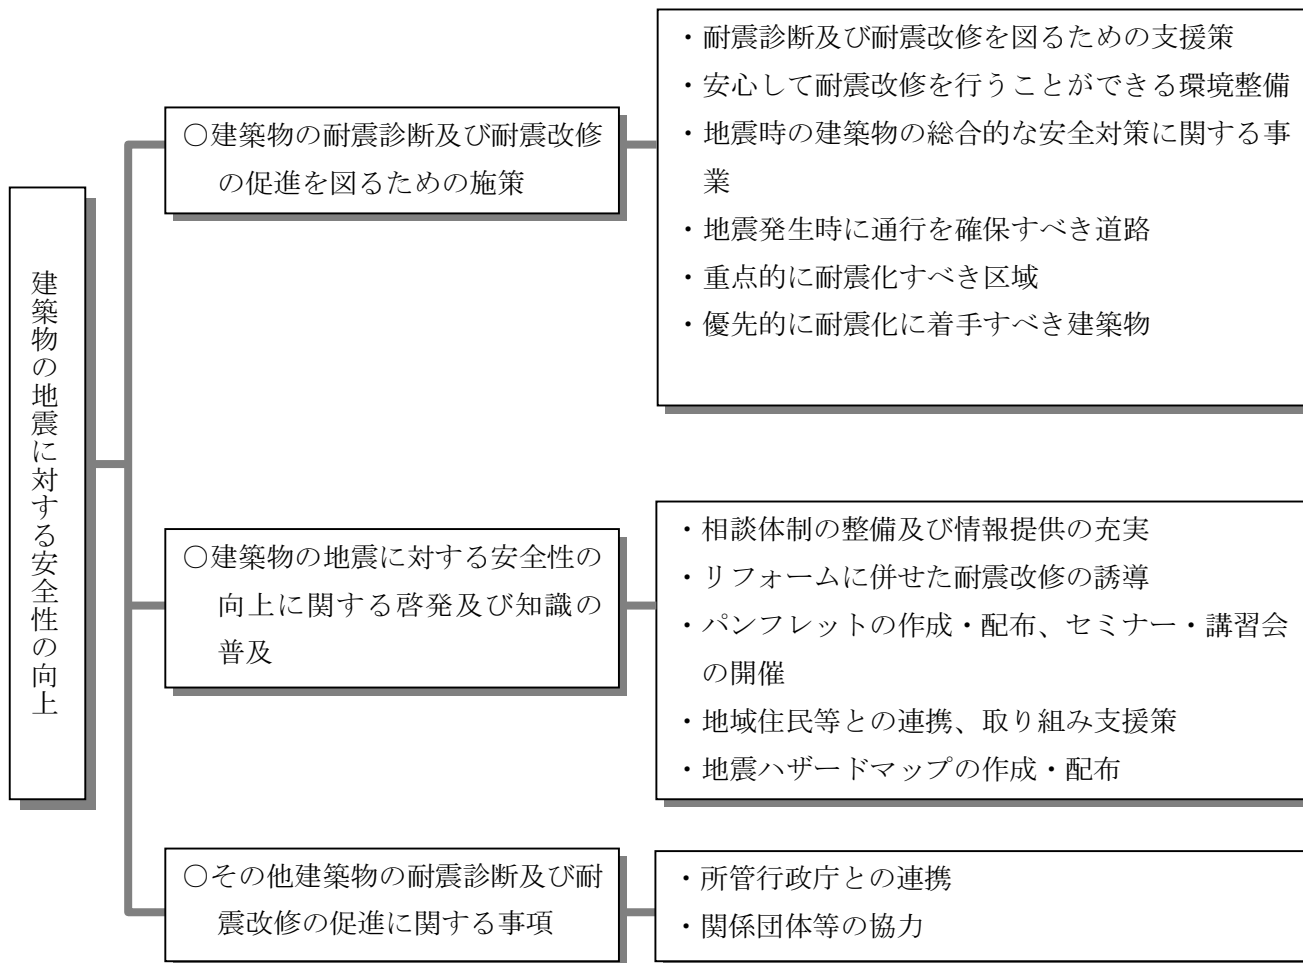 建築物の地震に対する安全性の向上
○建築物の耐震診断及び耐震改修
の促進を図るための施策
・耐震診断及び耐震改修を図るための支援策
・安心して耐震改修を行うことができる環境整備
・地震時の建築物の総合的な安全対策に関する事
業
・地震発生時に通行を確保すべき道路
・重点的に耐震化すべき区域
・優先的に耐震化に着手すべき建築物
○建築物の地震に対する安全性の
向上に関する啓発及び知識の
普及
・相談体制の整備及び情報提供の充実
・リフォームに併せた耐震改修の誘導
・パンフレットの作成・配布、セミナー・講習会
の開催
・地域住民等との連携、取り組み支援策
・地震ハザードマップの作成・配布
○その他建築物の耐震診断及び耐
震改修の促進に関する事項
・所管行政庁との連携
・関係団体等の協力